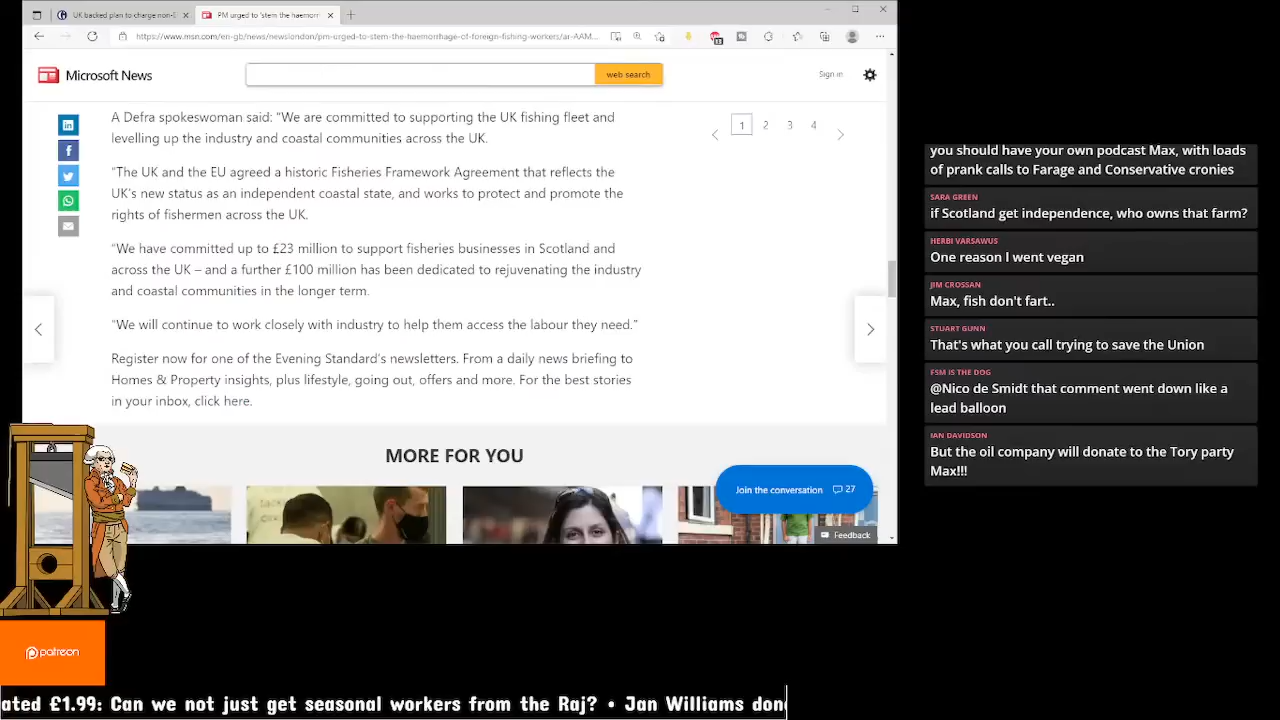 UK backed plan to charge non-E
PM urged to 'stem the haemorr
https://www.msn.com/en-gb/news/newslondon/pm-urged-to-stem-the-haemorrhage-of-foreign-fishing-workers/ar-AAM...
Microsoft News
web search
Sign in
A Defra spokeswoman said: “We are committed to supporting the UK fishing fleet and
levelling up the industry and coastal communities across the UK.
1 2 3 4
“The UK and the EU agreed a historic Fisheries Framework Agreement that reflects the
UK’s new status as an independent coastal state, and works to protect and promote the
rights of fishermen across the UK.
“We have committed up to £23 million to support fisheries businesses in Scotland and
across the UK – and a further £100 million has been dedicated to rejuvenating the industry
and coastal communities in the longer term.
“We will continue to work closely with industry to help them access the labour they need.”
Register now for one of the Evening Standard’s newsletters. From a daily news briefing to
Homes & Property insights, plus lifestyle, going out, offers and more. For the best stories
in your inbox, click here.
MORE FOR YOU
Join the conversation 27
Feedback
you should have your own podcast Max, with loads
of prank calls to Farage and Conservative cronies
SARA GREEN
if Scotland get independence, who owns that farm?
HERBI VARSAWUS
One reason I went vegan
JIM CROSSAN
Max, fish don't fart..
STUART GUNN
That's what you call trying to save the Union
FSM IS THE DOG
@Nico de Smidt that comment went down like a
lead balloon
IAN DAVIDSON
But the oil company will donate to the Tory party
Max!!!
patreon
ated £1.99: Can we not just get seasonal workers from the Raj? • Jan Williams don